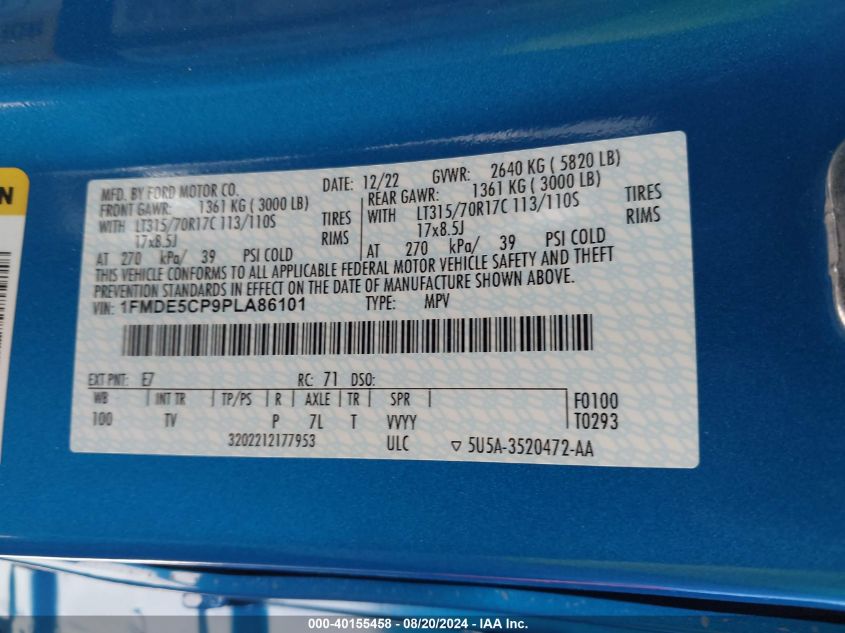 MFD. BY FORD MOTOR CO. DATE: 12/22 GVWR: 2640 KG ( 5820 LB)
FRONT GAWR: 1361 KG ( 3000 LB) REAR GAWR: 1361 KG ( 3000 LB)
WITH LT315/70R17C 113/110S TIRES WITH LT315/70R17C 113/110S TIRES
17x8.5J RIMS 17x8.5J RIMS
AT 270 kPa/ 39 PSI COLD AT 270 kPa/ 39 PSI COLD
THIS VEHICLE CONFORMS TO ALL APPLICABLE FEDERAL MOTOR VEHICLE SAFETY AND THEFT
PREVENTION STANDARDS IN EFFECT ON THE DATE OF MANUFACTURE SHOWN ABOVE.
VIN: 1FMDE5CP9PLA86101 TYPE: MPV
EXT PNT: E7 RC: 71 DSO:
WB INT TR TP/PS R AXLE TR SPR F0100
100 TV P 7L T VVYY T0293
3202212177953 ULC ▽ 5U5A-3520472-AA
N
000-40155458 - 08/20/2024 - IAA Inc.